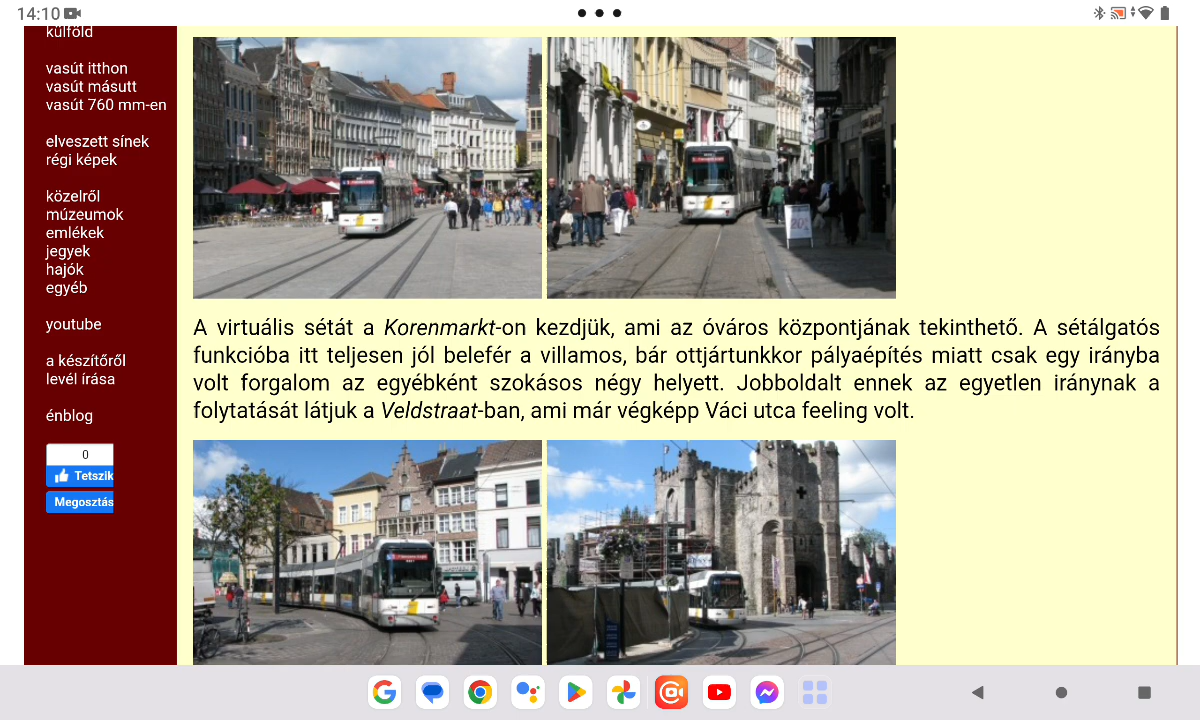 14:10
külföld
vasút itthon
vasút másutt
vasút 760 mm-en
elveszett sínek
régi képek
közelről
múzeumok
emlékek
jegyek
hajók
egyéb
youtube
a készítőről
levél írása
énblog
0
Tetszik
Megosztás
A virtuális sétát a Korenmarkt-on kezdjük, ami az óváros központjának tekinthető. A sétálgatós
funkcióba itt teljesen jól belefér a villamos, bár ottjártunkkor pályaépítés miatt csak egy irányba
volt forgalom az egyébként szokásos négy helyett. Jobboldalt ennek az egyetlen iránynak a
folytatását látjuk a Veldstraat-ban, ami már végképp Váci utca feeling volt.